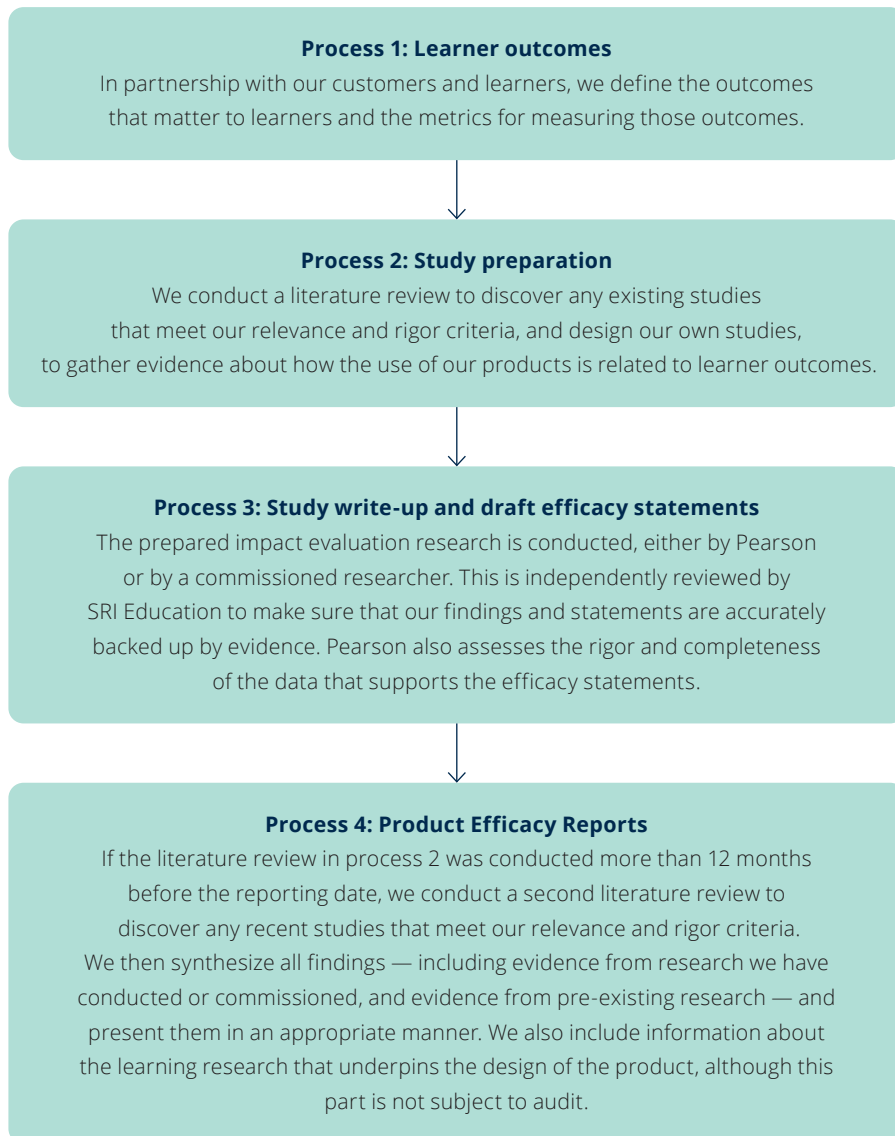 Process 1: Learner outcomes
In partnership with our customers and learners, we define the outcomes
that matter to learners and the metrics for measuring those outcomes.
Process 2: Study preparation
We conduct a literature review to discover any existing studies
that meet our relevance and rigor criteria, and design our own studies,
to gather evidence about how the use of our products is related to learner outcomes.
Process 3: Study write-up and draft efficacy statements
The prepared impact evaluation research is conducted, either by Pearson
or by a commissioned researcher. This is independently reviewed by
SRI Education to make sure that our findings and statements are accurately
backed up by evidence. Pearson also assesses the rigor and completeness
of the data that supports the efficacy statements.
Process 4: Product Efficacy Reports
If the literature review in process 2 was conducted more than 12 months
before the reporting date, we conduct a second literature review to
discover any recent studies that meet our relevance and rigor criteria.
We then synthesize all findings — including evidence from research we have
conducted or commissioned, and evidence from pre-existing research — and
present them in an appropriate manner. We also include information about
the learning research that underpins the design of the product, although this
part is not subject to audit.